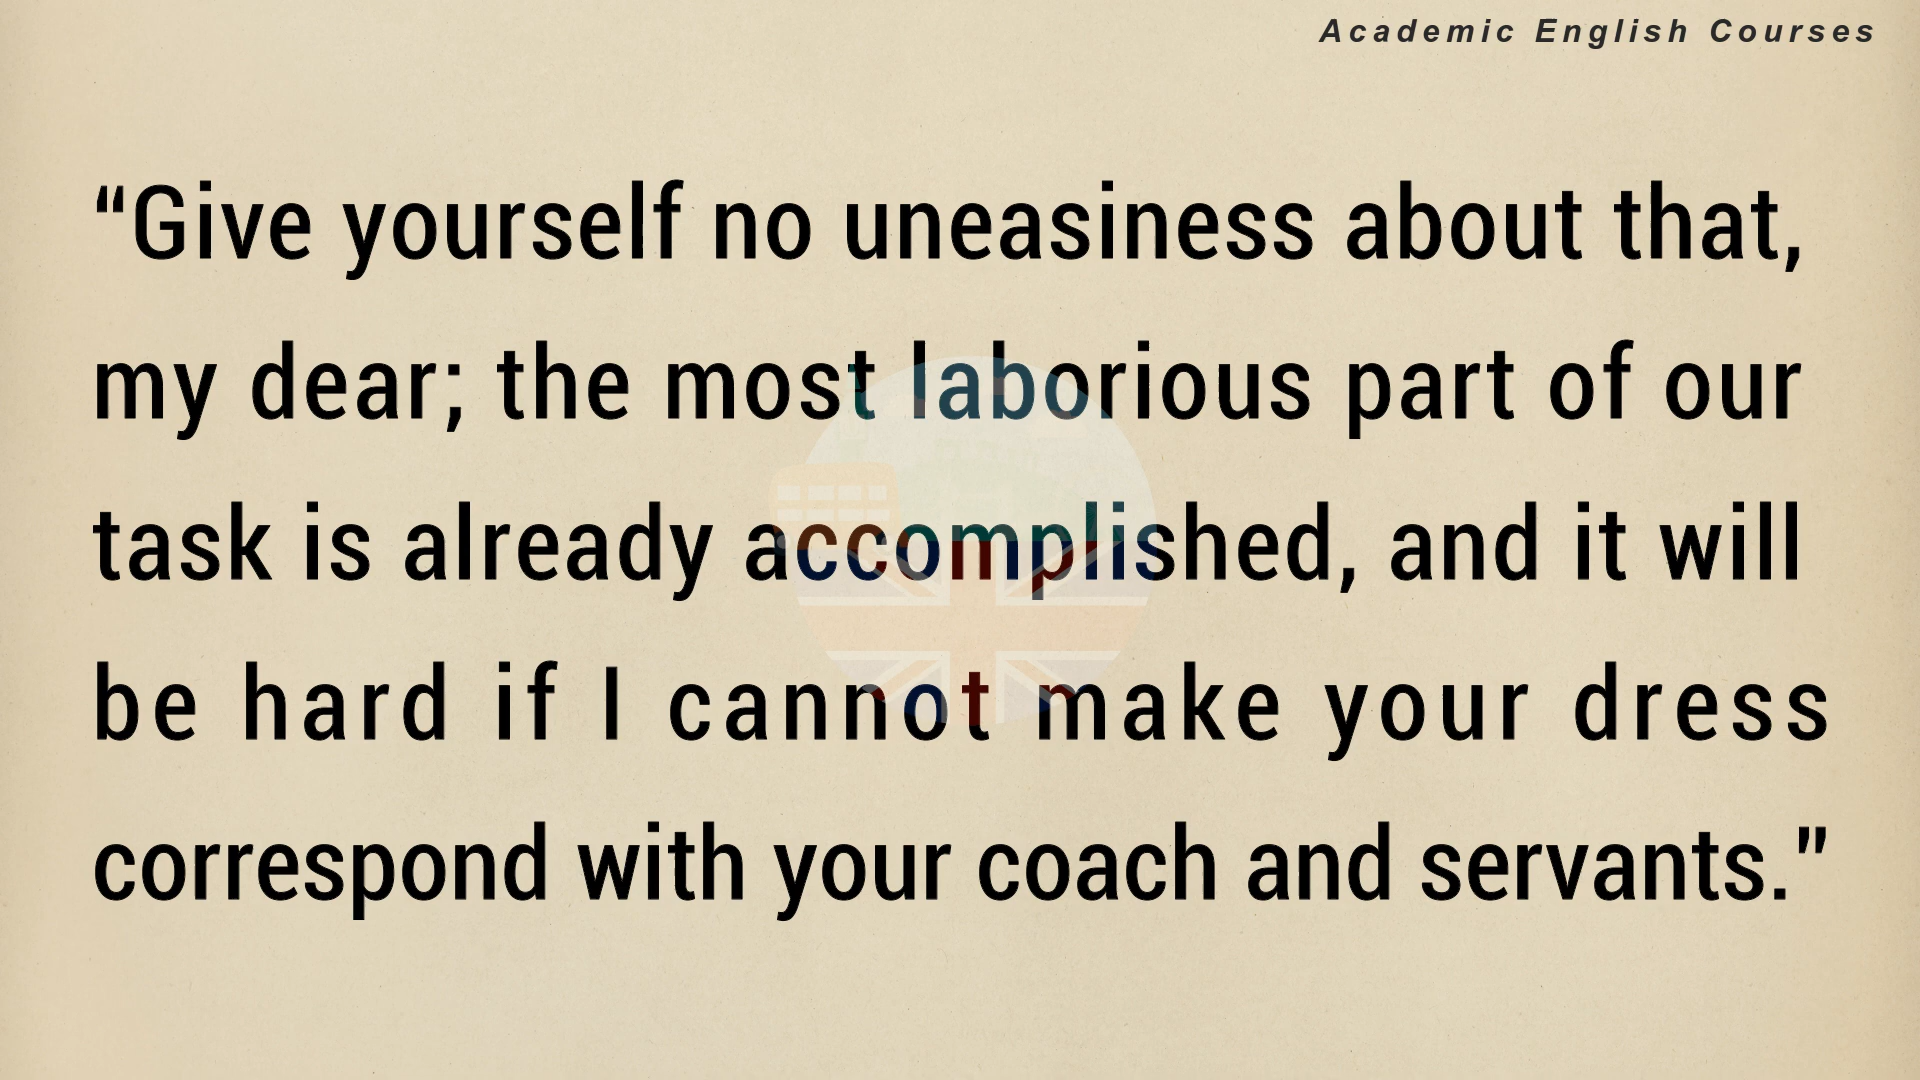 Academic English Courses
“Give yourself no uneasiness about that,
my dear; the most laborious part of our
task is already accomplished, and it will
be hard if I cannot make your dress
correspond with your coach and servants.”